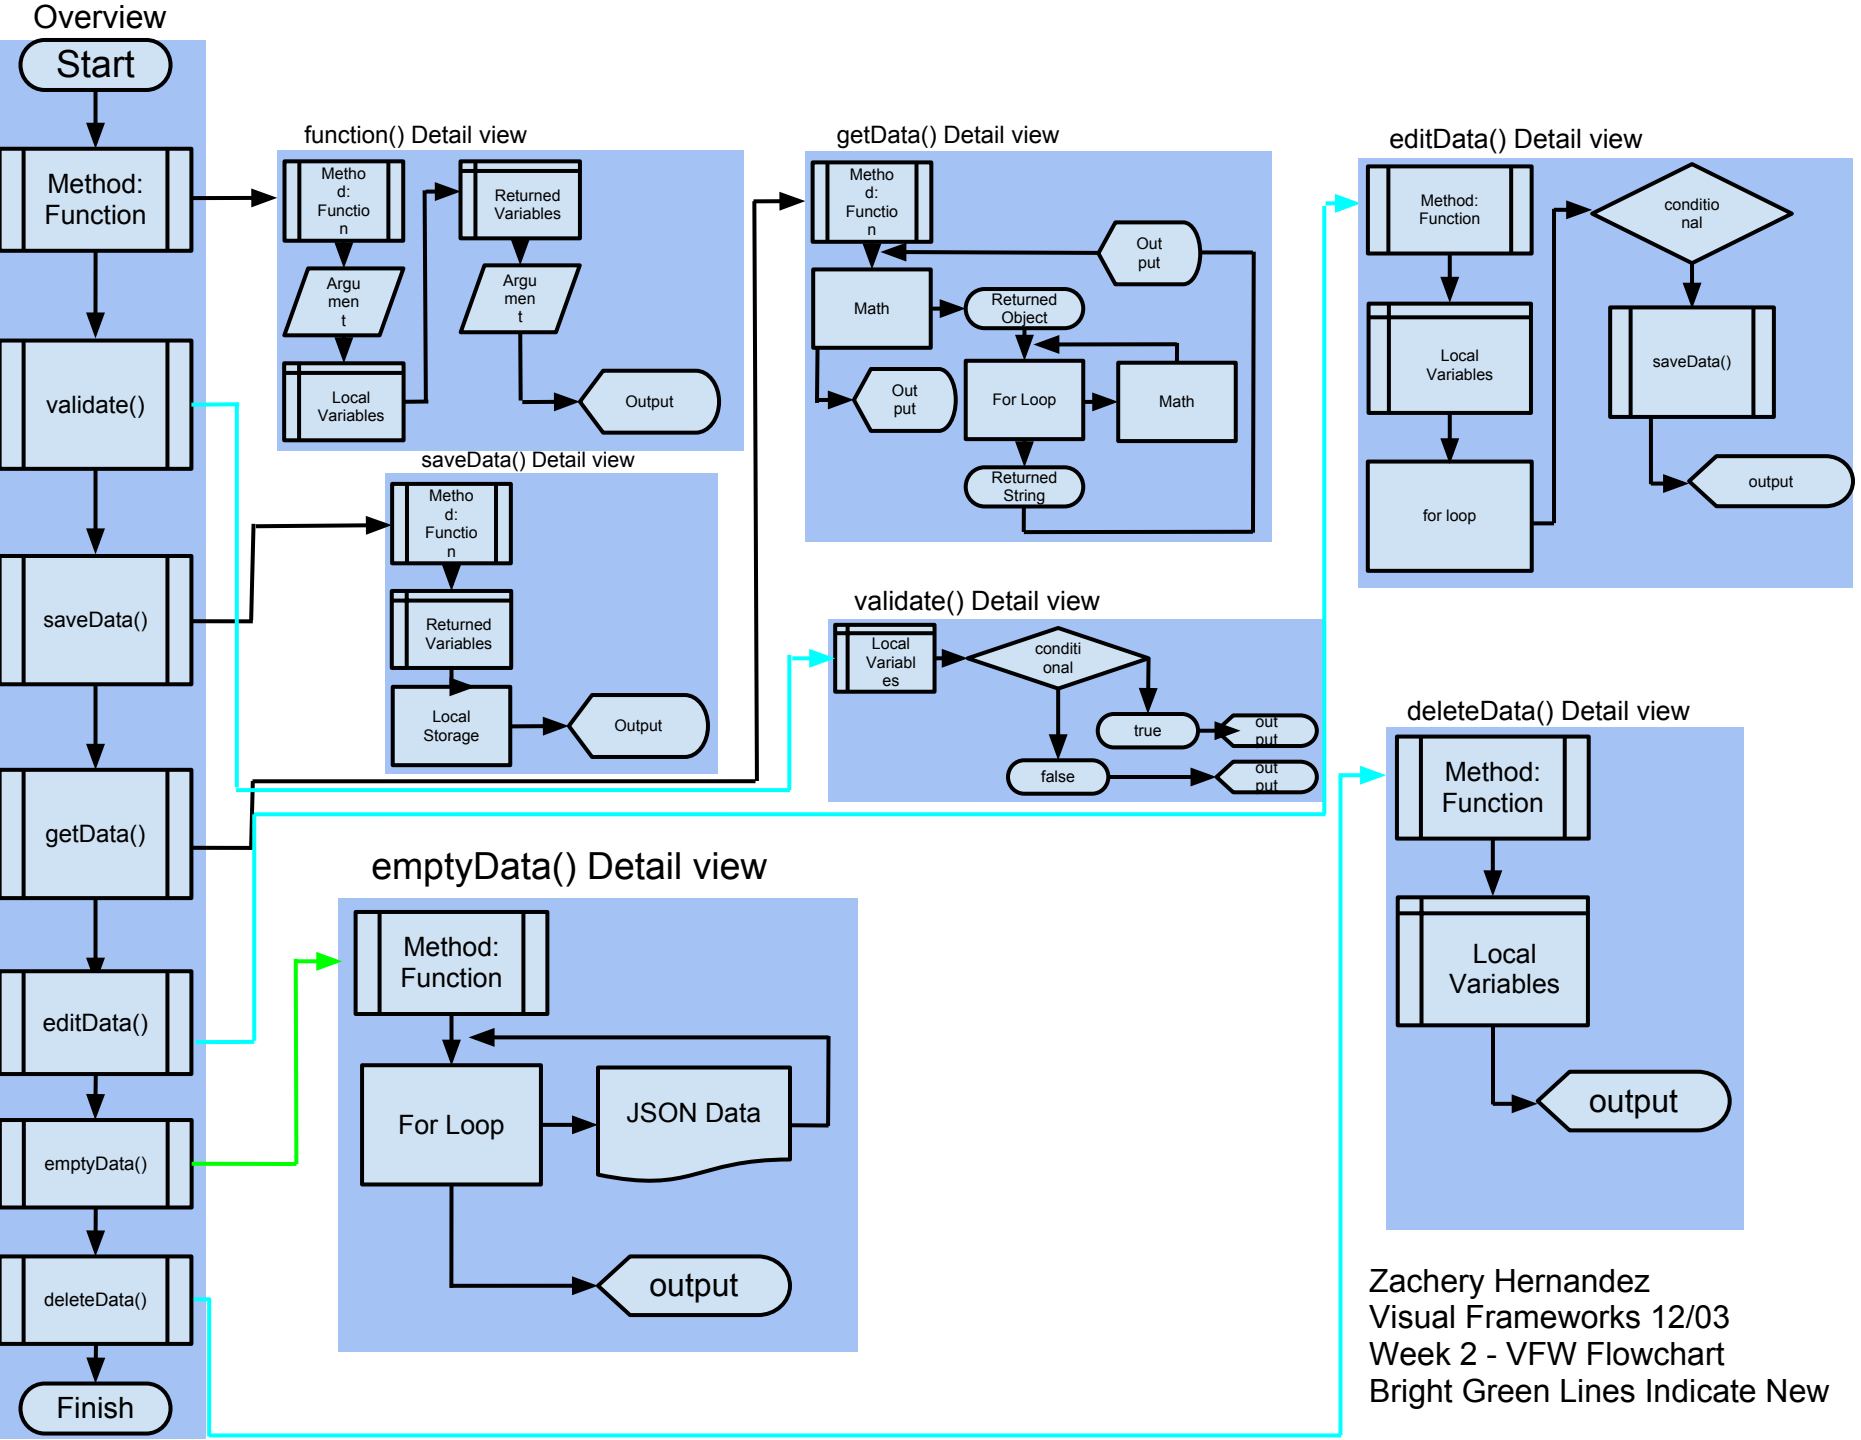 Overview
Start
Method:
Function
validate()
saveData()
getData()
editData()
emptyData()
deleteData()
Finish
function() Detail view
Metho
d:
Functio
n
Argu
men
t
Local
Variables
Returned
Variables
Argu
men
t
Output
saveData() Detail view
Metho
d:
Functio
n
Returned
Variables
Local
Storage
Output
getData() Detail view
Metho
d:
Functio
n
Out
put
Math
Returned
Object
Out
put
For Loop
Math
Returned
String
validate() Detail view
Local
Variabl
es
conditi
onal
true
out
put
false
out
put
editData() Detail view
Method:
Function
conditio
nal
Local
Variables
saveData()
for loop
output
emptyData() Detail view
Method:
Function
For Loop
JSON Data
output
deleteData() Detail view
Method:
Function
Local
Variables
output
Zachery Hernandez
Visual Frameworks 12/03
Week 2 - VFW Flowchart
Bright Green Lines Indicate New